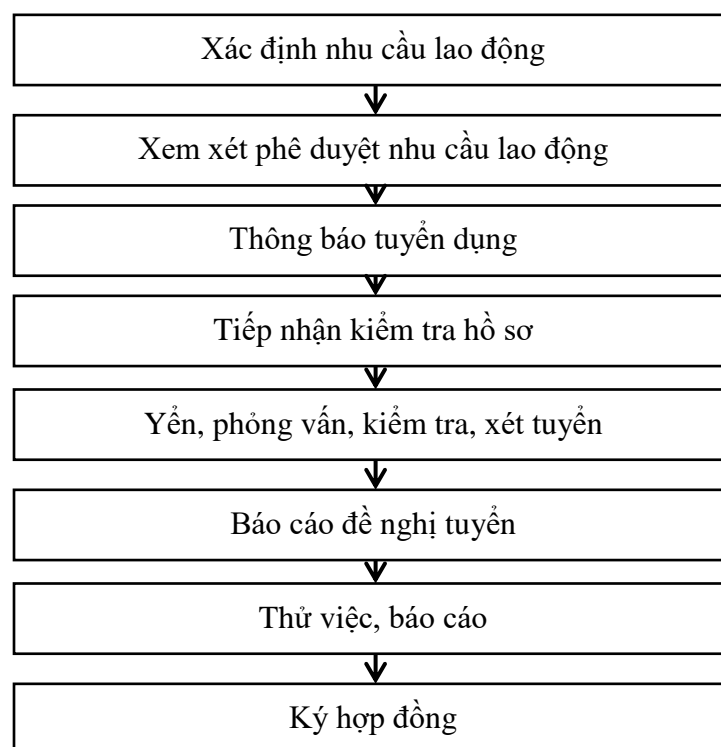 Xác định nhu cầu lao động
Xem xét phê duyệt nhu cầu lao động
Thông báo tuyển dụng
Tiếp nhận kiểm tra hồ sơ
Yển, phỏng vấn, kiểm tra, xét tuyển
Báo cáo đề nghị tuyển
Thử việc, báo cáo
Ký hợp đồng